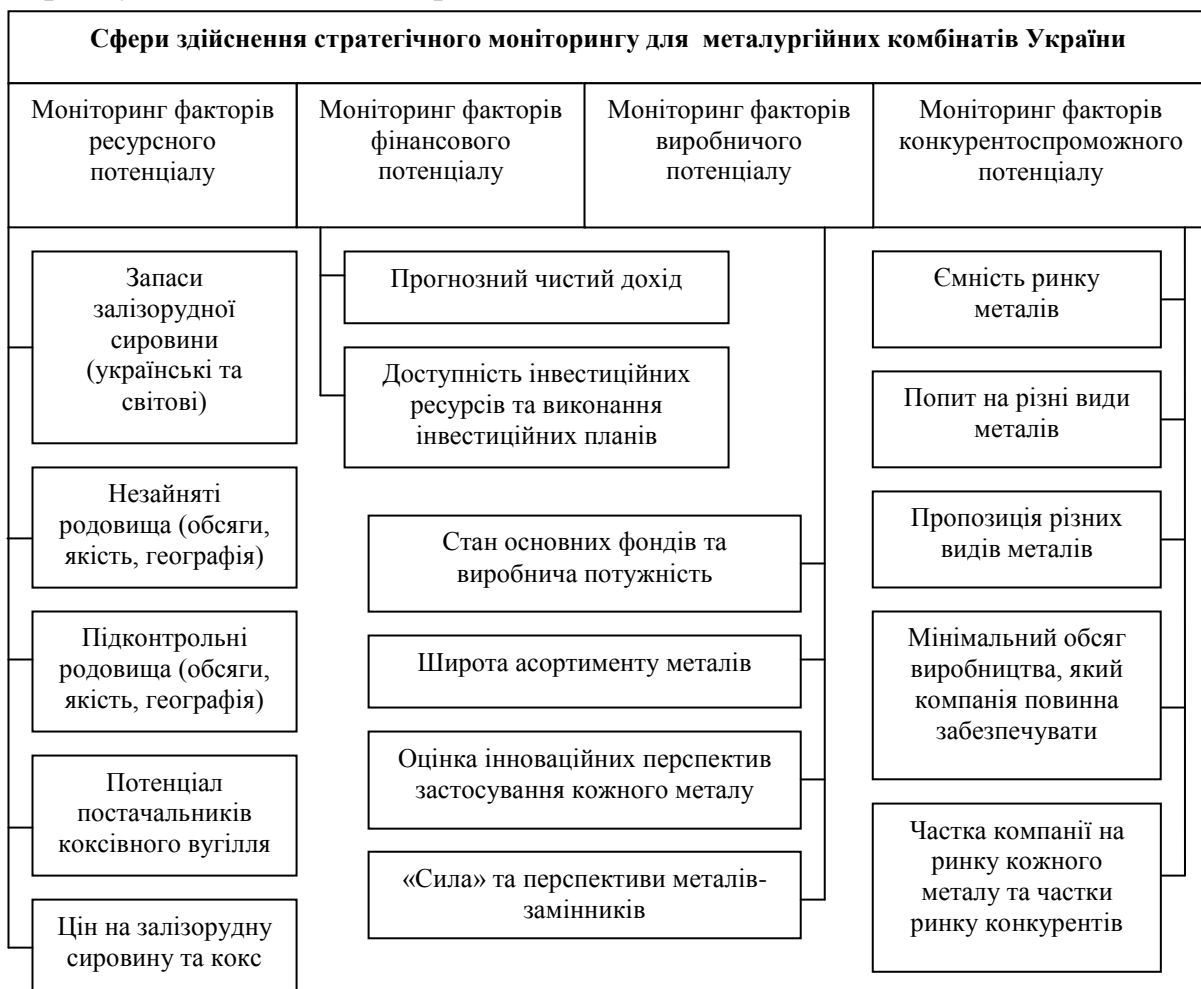 Сфери здійснення стратегічного моніторингу для металургійних комбінатів України
Моніторинг факторів
ресурсного
потенціалу
Моніторинг факторів
фінансового
потенціалу
Моніторинг факторів
виробничого
потенціалу
Моніторинг факторів
конкурентоспроможного
потенціалу
Запаси
залізорудної
сировини
(українські та
світові)
Незайняті
родовища (обсяги,
якість, географія)
Підконтрольні
родовища (обсяги,
якість, географія)
Потенціал
постачальників
коксівного вугілля
Цін на залізорудну
сировину та кокс
Прогнозний чистий дохід
Доступність інвестиційних
ресурсів та виконання
інвестиційних планів
Стан основних фондів та
виробнича потужність
Широта асортименту металів
Оцінка інноваційних перспектив
застосування кожного металу
«Сила» та перспективи металів-
замінників
Ємність ринку
металів
Попит на різні види
металів
Пропозиція різних
видів металів
Мінімальний обсяг
виробництва, який
компанія повинна
забезпечувати
Частка компанії на
ринку кожного
металу та частки
ринку конкурентів